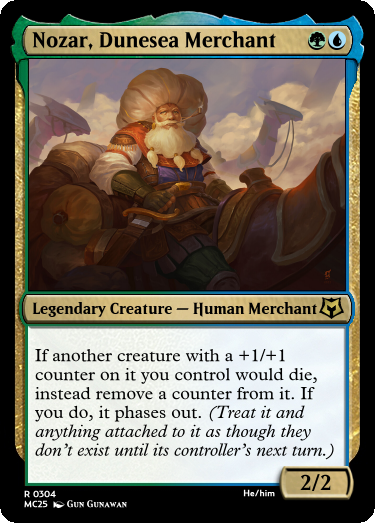 Nozar, Dunesea Merchant
Legendary Creature — Human Merchant
If another creature with a +1/+1
counter on it you control would die,
instead remove a counter from it. If
you do, it phases out. (Treat it and
anything attached to it as though they
don't exist until its controller's next turn.)
2/2
R 0304
He/him
MC25 Gun Gunawan